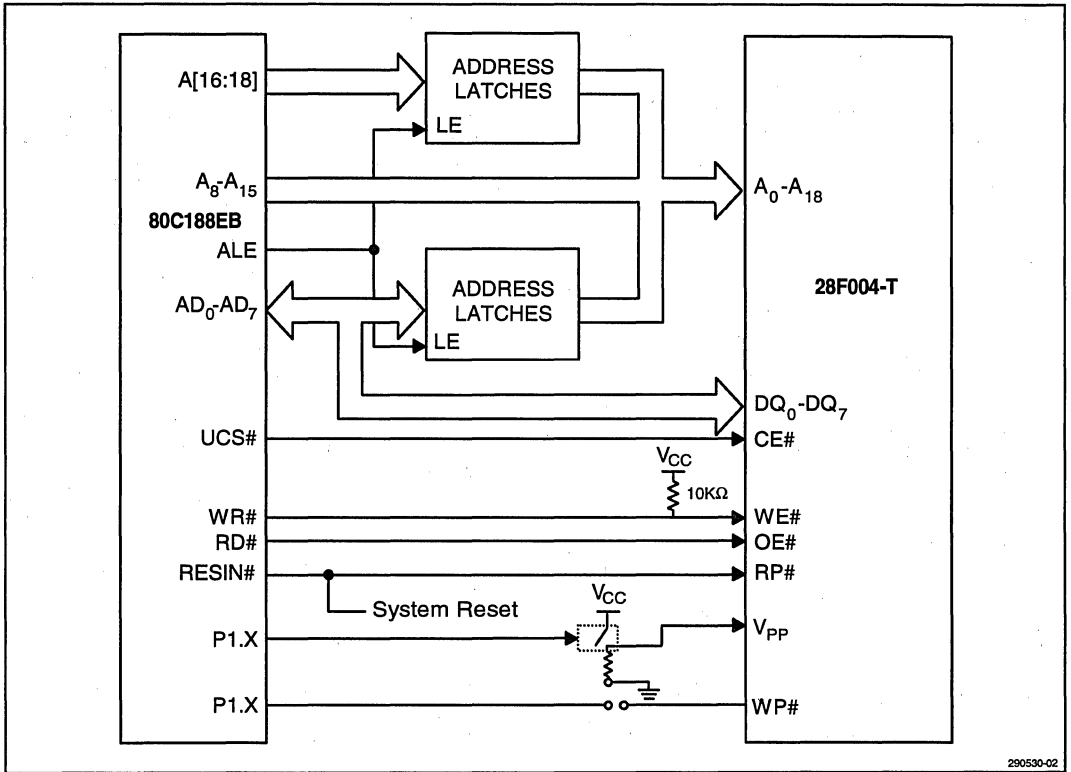 A[16:18]
ADDRESS
LATCHES
LE
A8-A15
A0-A18
80C188EB
ALE
28F004-T
AD0-AD7
ADDRESS
LATCHES
LE
DQ0-DQ7
UCS#
CE#
VCC
10KΩ
WR#
WE#
RD#
OE#
RESIN#
RP#
System Reset
VCC
P1.X
VPP
P1.X
WP#
290530-02